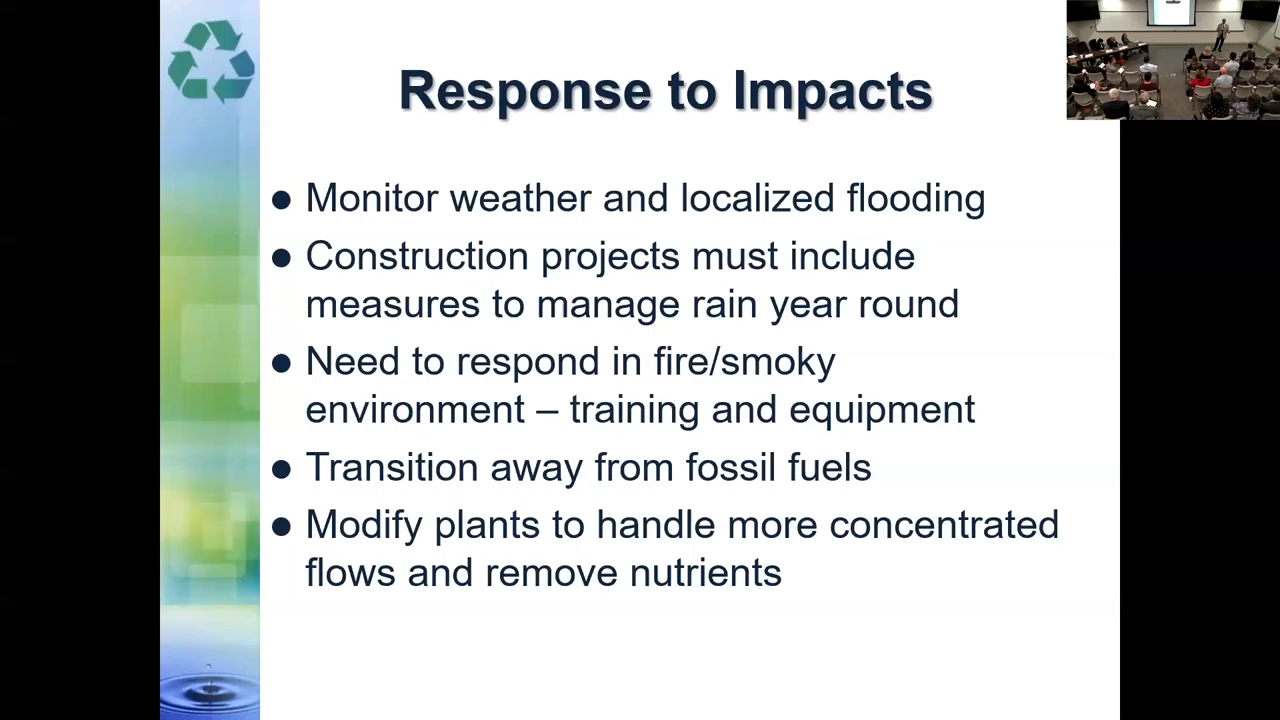 Response to Impacts
● Monitor weather and localized flooding
● Construction projects must include
measures to manage rain year round
● Need to respond in fire/smoky
environment – training and equipment
● Transition away from fossil fuels
● Modify plants to handle more concentrated
flows and remove nutrients